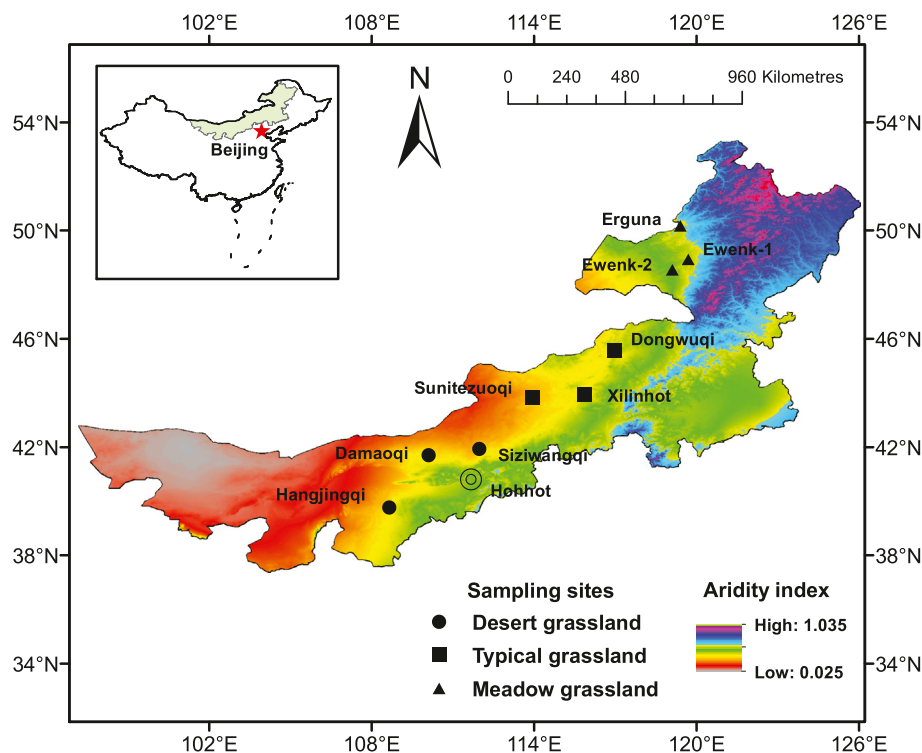 102°E 108°E 114°E 120°E 126°E
N
0 240 480 960 Kilometres
54°N
Beijing
50°N
Erguna
Ewenk-1
Ewenk-2
46°N
Dongwuqi
Sunitezuoqi
Xilinhot
42°N
Damaoqi
Siziwangqi
Hangjingqi
Hohhot
38°N
Sampling sites
Desert grassland
Typical grassland
Meadow grassland
Aridity index
High: 1.035
Low: 0.025
34°N
54°N
50°N
46°N
42°N
38°N
34°N
102°E 108°E 114°E 120°E 126°E